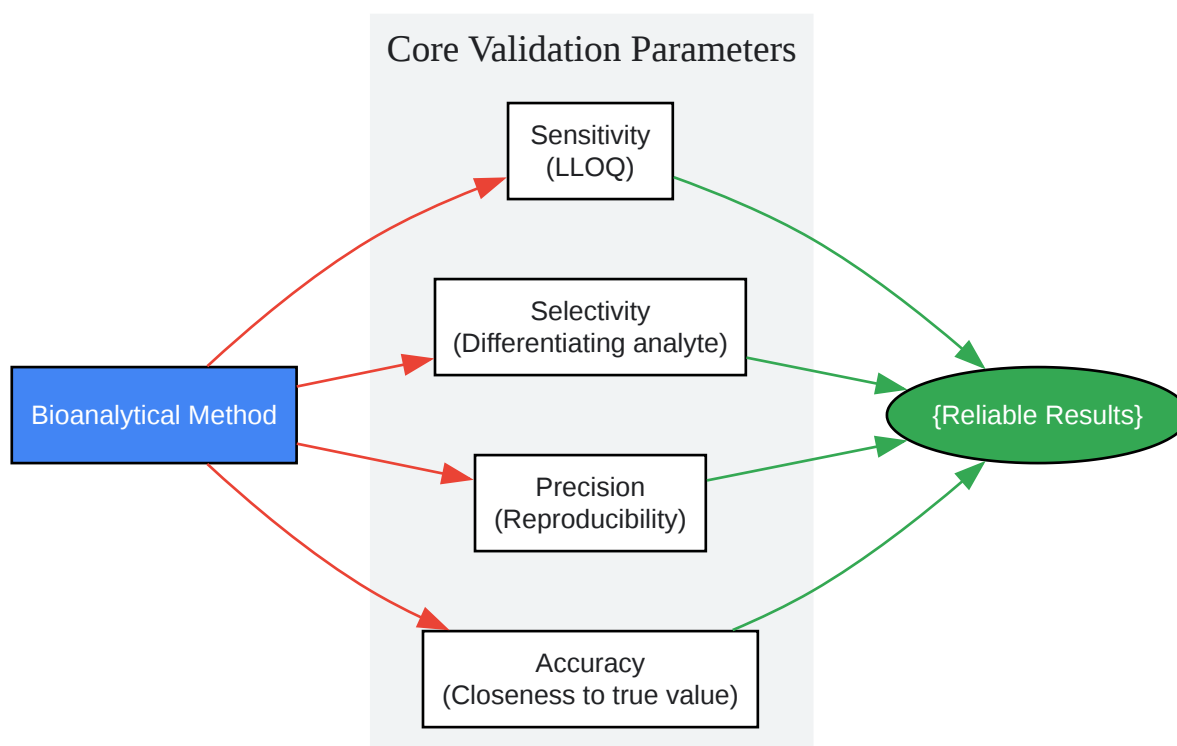 Core Validation Parameters
Sensitivity
(LLOQ)
Selectivity
(Differentiating analyte)
Bioanalytical Method
{Reliable Results}
Precision
(Reproducibility)
Accuracy
(Closeness to true value)